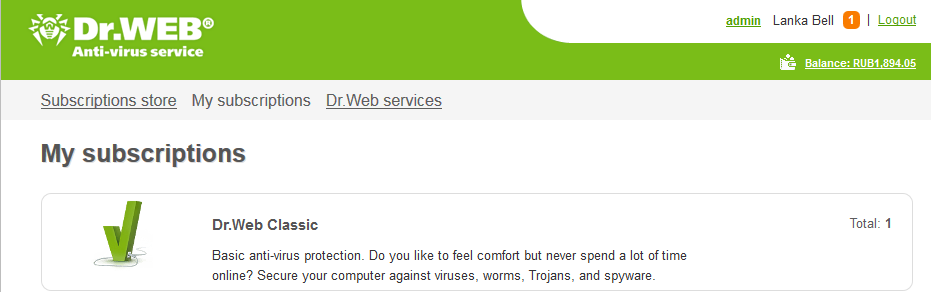 Dr.WEB®
Anti-virus service
admin Lanka Bell 1 | Logout
Balance: RUB1,894.05
Subscriptions store My subscriptions Dr.Web services
My subscriptions
Dr.Web Classic
Total: 1
Basic anti-virus protection. Do you like to feel comfort but never spend a lot of time
online? Secure your computer against viruses, worms, Trojans, and spyware.